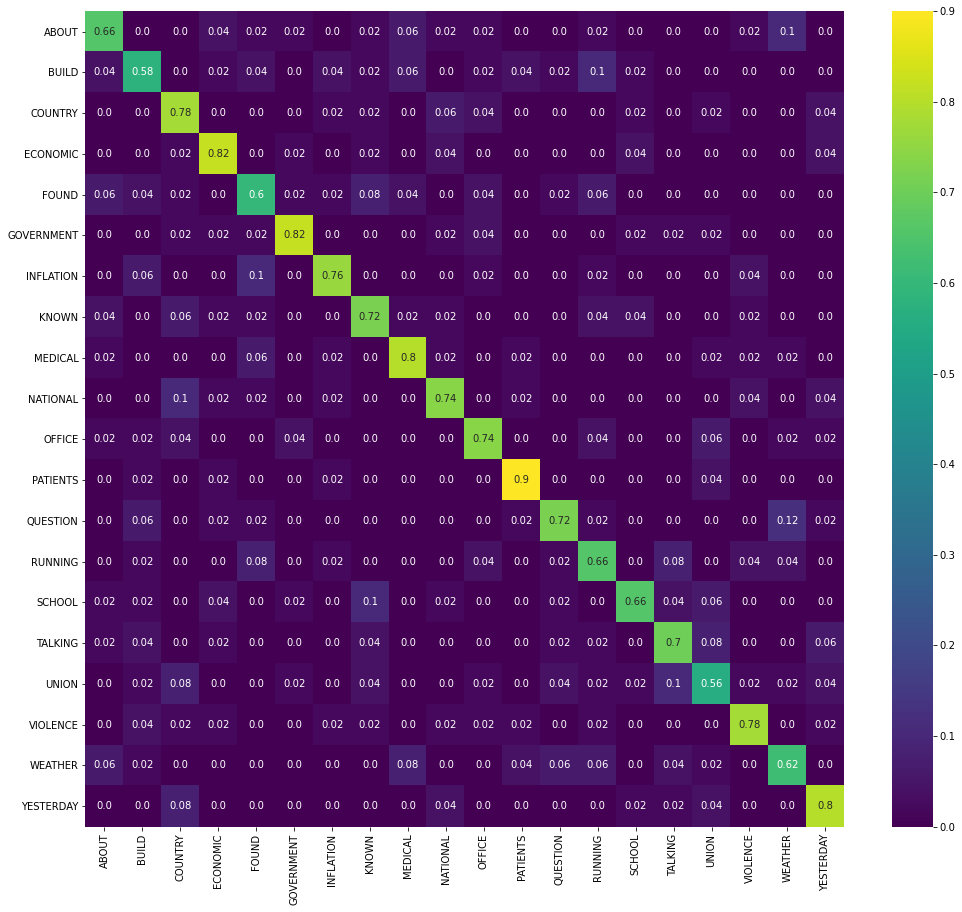 ABOUT 0.66 0.0 0.0 0.04 0.02 0.02 0.0 0.02 0.06 0.02 0.02 0.0 0.0 0.0 0.0 0.0 0.02 0.1 0.0
BUILD 0.04 0.58 0.0 0.02 0.04 0.0 0.04 0.02 0.06 0.0 0.02 0.04 0.02 0.1 0.02 0.0 0.0 0.0 0.0
COUNTRY 0.0 0.0 0.78 0.0 0.0 0.0 0.02 0.02 0.0 0.06 0.04 0.0 0.0 0.0 0.02 0.0 0.02 0.0 0.0 0.04
ECONOMIC 0.0 0.0 0.02 0.82 0.0 0.02 0.0 0.02 0.0 0.04 0.0 0.0 0.0 0.0 0.04 0.0 0.0 0.0 0.0 0.04
FOUND 0.06 0.04 0.02 0.0 0.6 0.02 0.02 0.08 0.04 0.0 0.04 0.0 0.02 0.06 0.0 0.0 0.0 0.0 0.0 0.0
GOVERNMENT 0.0 0.0 0.02 0.02 0.02 0.82 0.0 0.0 0.0 0.02 0.04 0.0 0.0 0.0 0.02 0.02 0.02 0.0 0.0 0.0
INFLATION 0.0 0.06 0.0 0.0 0.1 0.0 0.76 0.0 0.0 0.0 0.02 0.0 0.0 0.02 0.0 0.0 0.0 0.04 0.0 0.0
KNOWN 0.04 0.0 0.06 0.02 0.02 0.0 0.0 0.72 0.02 0.02 0.0 0.0 0.0 0.04 0.04 0.0 0.0 0.02 0.0 0.0
MEDICAL 0.02 0.0 0.0 0.0 0.06 0.0 0.02 0.0 0.8 0.02 0.0 0.02 0.0 0.0 0.0 0.0 0.02 0.02 0.02 0.0
NATIONAL 0.0 0.0 0.1 0.02 0.02 0.0 0.02 0.0 0.0 0.74 0.0 0.02 0.0 0.0 0.0 0.0 0.0 0.04 0.0 0.04
OFFICE 0.02 0.02 0.04 0.0 0.0 0.04 0.0 0.0 0.0 0.0 0.74 0.0 0.0 0.04 0.0 0.0 0.06 0.0 0.02 0.02
PATIENTS 0.0 0.02 0.0 0.02 0.0 0.0 0.02 0.0 0.0 0.0 0.0 0.9 0.0 0.0 0.0 0.0 0.04 0.0 0.0 0.0
QUESTION 0.0 0.06 0.0 0.02 0.02 0.0 0.0 0.0 0.0 0.0 0.0 0.02 0.72 0.02 0.0 0.0 0.0 0.0 0.12 0.02
RUNNING 0.0 0.02 0.0 0.0 0.08 0.0 0.02 0.0 0.0 0.0 0.04 0.0 0.02 0.66 0.0 0.08 0.0 0.04 0.04 0.0
SCHOOL 0.02 0.02 0.0 0.04 0.0 0.02 0.0 0.1 0.0 0.02 0.0 0.0 0.02 0.0 0.66 0.04 0.06 0.0 0.0 0.0
TALKING 0.02 0.04 0.0 0.02 0.0 0.0 0.0 0.04 0.0 0.0 0.0 0.0 0.02 0.02 0.0 0.7 0.08 0.0 0.0 0.06
UNION 0.0 0.02 0.08 0.0 0.0 0.02 0.0 0.04 0.0 0.0 0.02 0.0 0.04 0.02 0.02 0.1 0.56 0.02 0.02 0.04
VIOLENCE 0.0 0.04 0.0 0.02 0.02 0.0 0.02 0.02 0.0 0.02 0.02 0.02 0.0 0.02 0.0 0.0 0.0 0.78 0.0 0.02
WEATHER 0.06 0.02 0.0 0.0 0.0 0.0 0.0 0.0 0.08 0.0 0.0 0.04 0.06 0.06 0.0 0.04 0.02 0.0 0.62 0.0
YESTERDAY 0.0 0.0 0.08 0.0 0.0 0.0 0.0 0.0 0.0 0.04 0.0 0.0 0.0 0.0 0.02 0.02 0.04 0.0 0.0 0.8
ABOUT BUILD COUNTRY ECONOMIC FOUND GOVERNMENT INFLATION KNOWN MEDICAL NATIONAL OFFICE PATIENTS QUESTION RUNNING SCHOOL TALKING UNION VIOLENCE WEATHER YESTERDAY
0.9
0.8
0.7
0.6
0.5
0.4
0.3
0.2
0.1
0.0